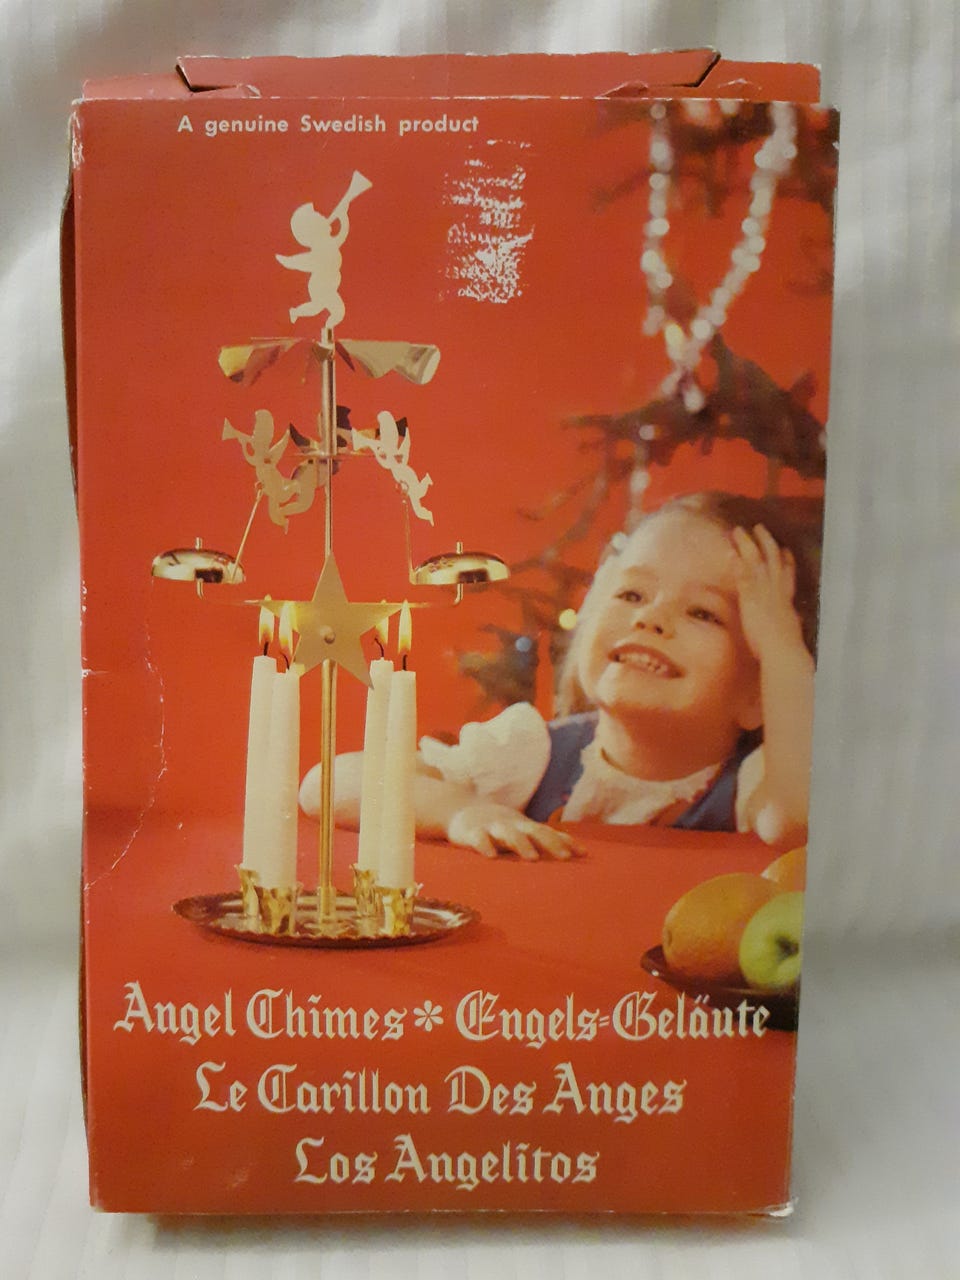 A genuine Swedish product
Angel Chimes * Engels=Geläute
Le Carillon Des Anges
Los Angelitos